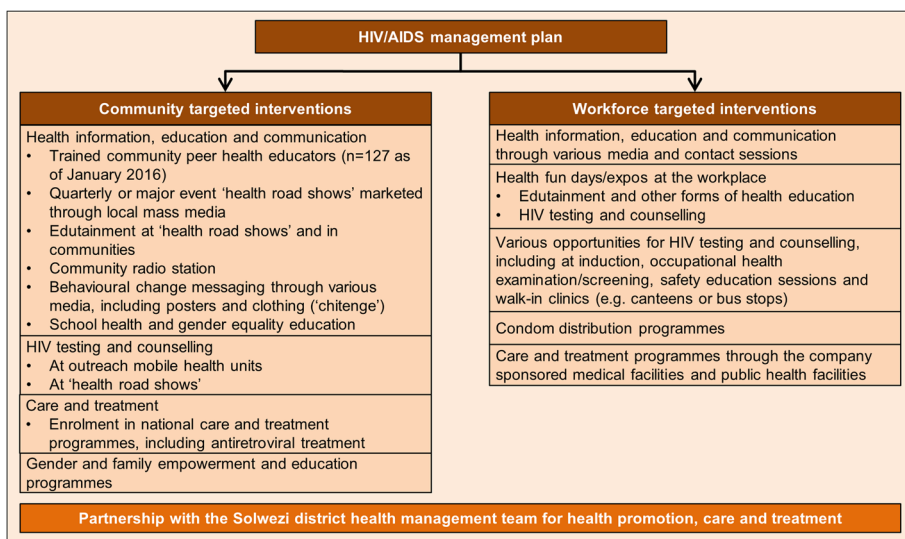 HIV/AIDS management plan
Community targeted interventions
Health information, education and communication
• Trained community peer health educators (n=127 as
of January 2016)
• Quarterly or major event ‘health road shows’ marketed
through local mass media
• Edutainment at ‘health road shows’ and in
communities
• Community radio station
• Behavioural change messaging through various
media, including posters and clothing (‘chitenge’)
• School health and gender equality education
HIV testing and counselling
• At outreach mobile health units
• At ‘health road shows’
Care and treatment
• Enrolment in national care and treatment
programmes, including antiretroviral treatment
Gender and family empowerment and education
programmes
Workforce targeted interventions
Health information, education and communication
through various media and contact sessions
Health fun days/expos at the workplace
• Edutainment and other forms of health education
• HIV testing and counselling
Various opportunities for HIV testing and counselling,
including at induction, occupational health
examination/screening, safety education sessions and
walk-in clinics (e.g. canteens or bus stops)
Condom distribution programmes
Care and treatment programmes through the company
sponsored medical facilities and public health facilities
Partnership with the Solwezi district health management team for health promotion, care and treatment